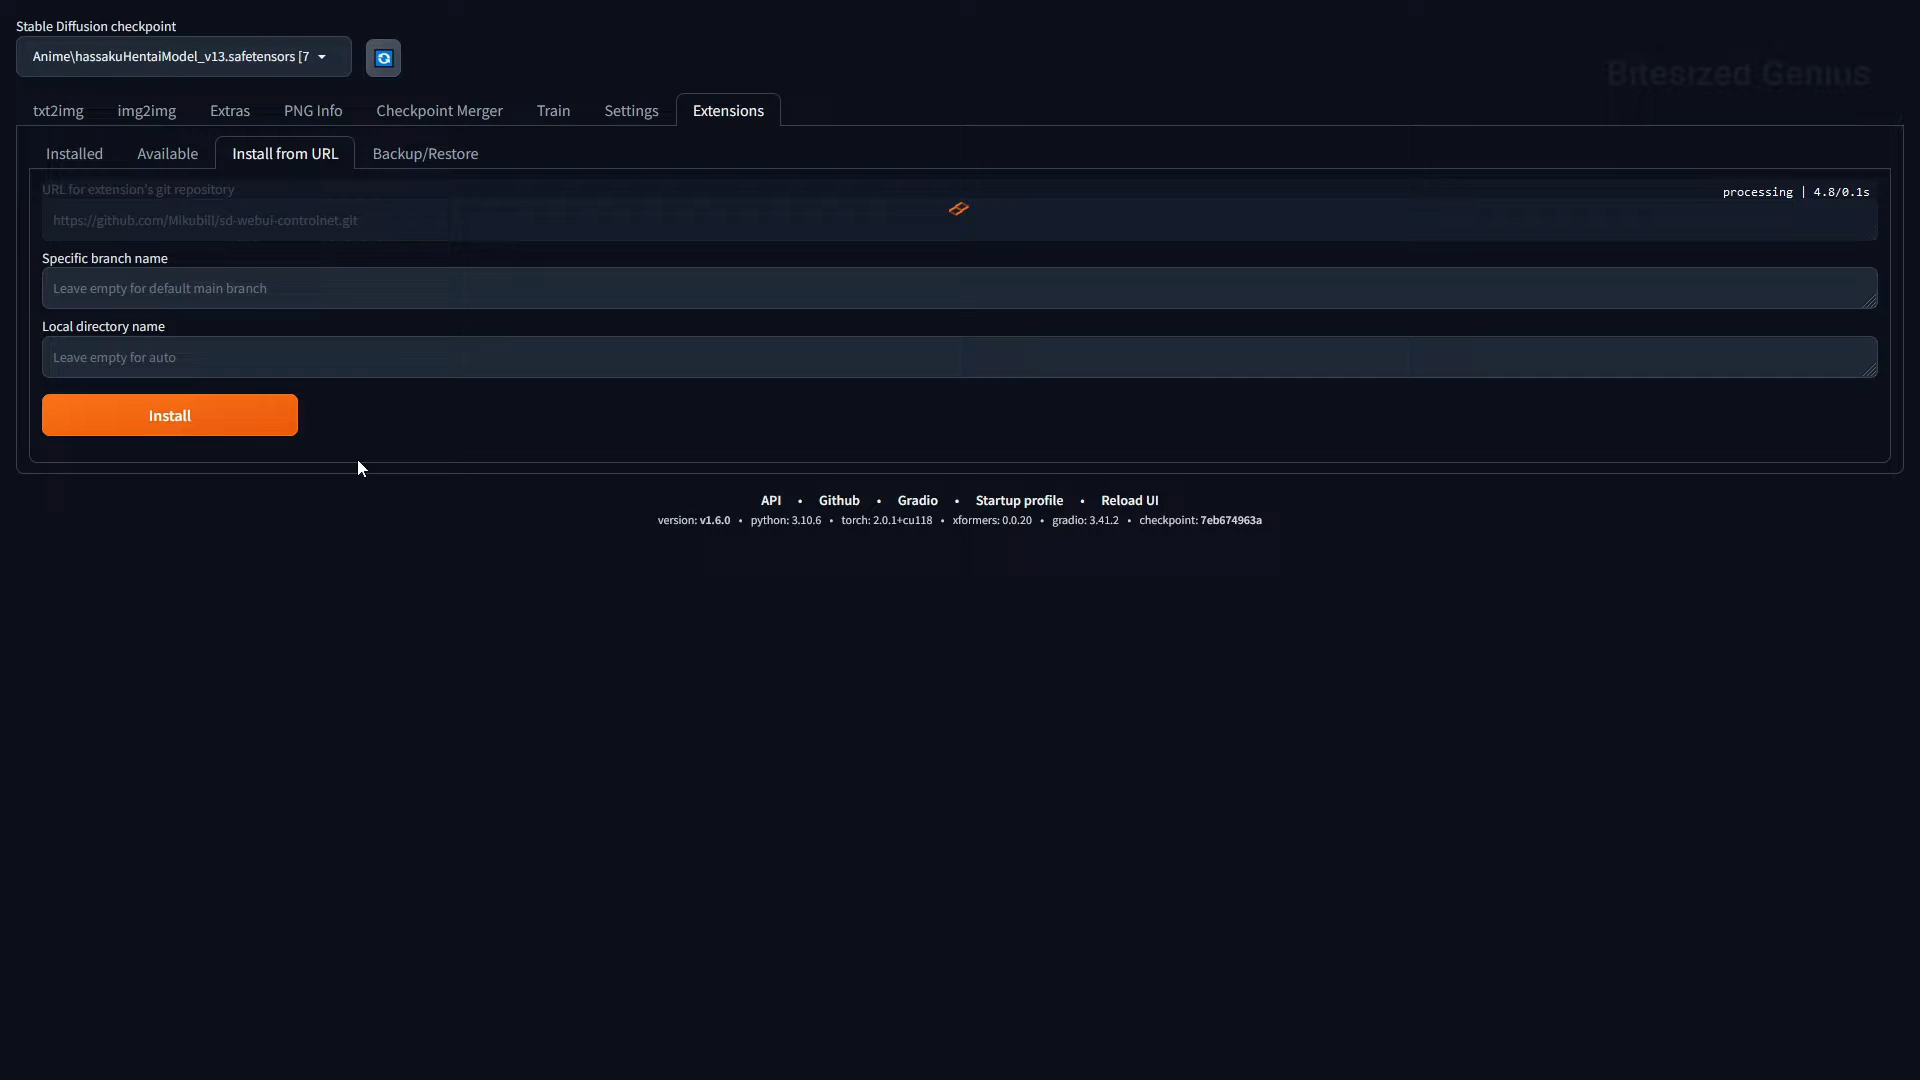 Stable Diffusion checkpoint
Anime\hassakuHentaiModel_v13.safetensors [7
Bitesized Genius
txt2img img2img Extras PNG Info Checkpoint Merger Train Settings Extensions
Installed Available Install from URL Backup/Restore
URL for extension's git repository
processing | 4.8/0.1s
https://github.com/Mikubill/sd-webui-controlnet.git
Specific branch name
Leave empty for default main branch
Local directory name
Leave empty for auto
Install
API • Github • Gradio • Startup profile • Reload UI
version: v1.6.0 • python: 3.10.6 • torch: 2.0.1+cu118 • xformers: 0.0.20 • gradio: 3.41.2 • checkpoint: 7eb674963a